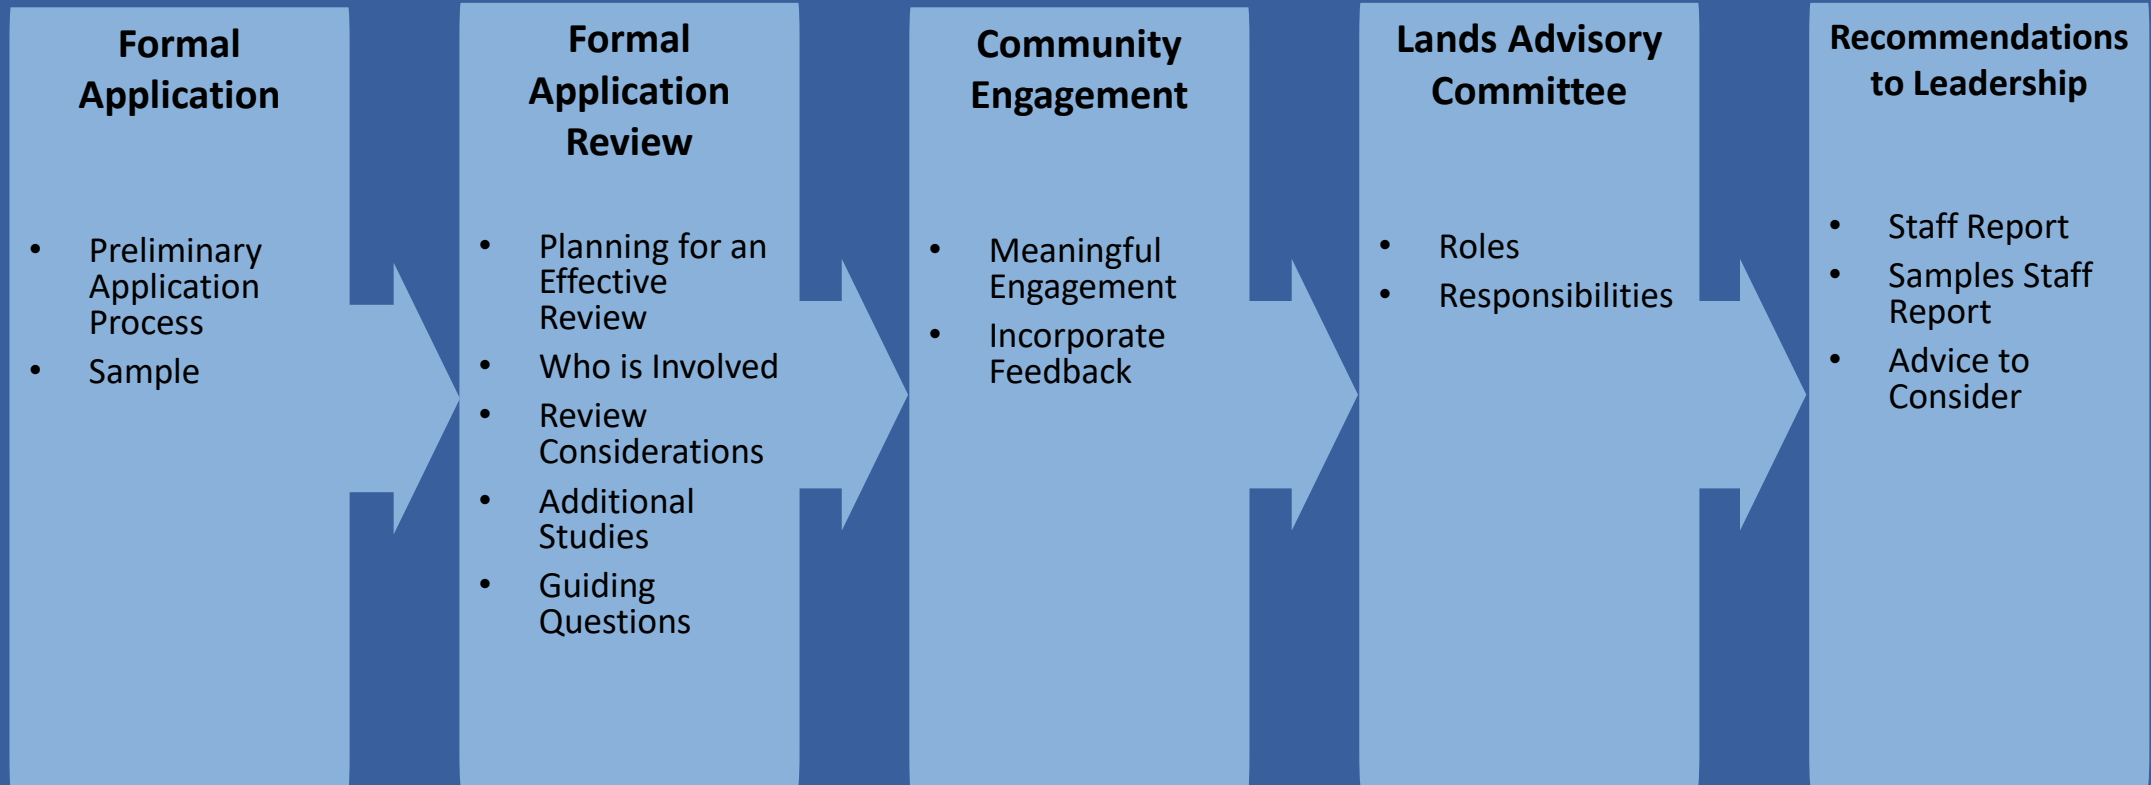 Formal
Application
• Preliminary
Application
Process
• Sample
Formal
Application
Review
• Planning for an
Effective
Review
• Who is Involved
• Review
Considerations
• Additional
Studies
• Guiding
Questions
Community
Engagement
• Meaningful
Engagement
• Incorporate
Feedback
Lands Advisory
Committee
• Roles
• Responsibilities
Recommendations
to Leadership
• Staff Report
• Samples Staff
Report
• Advice to
Consider